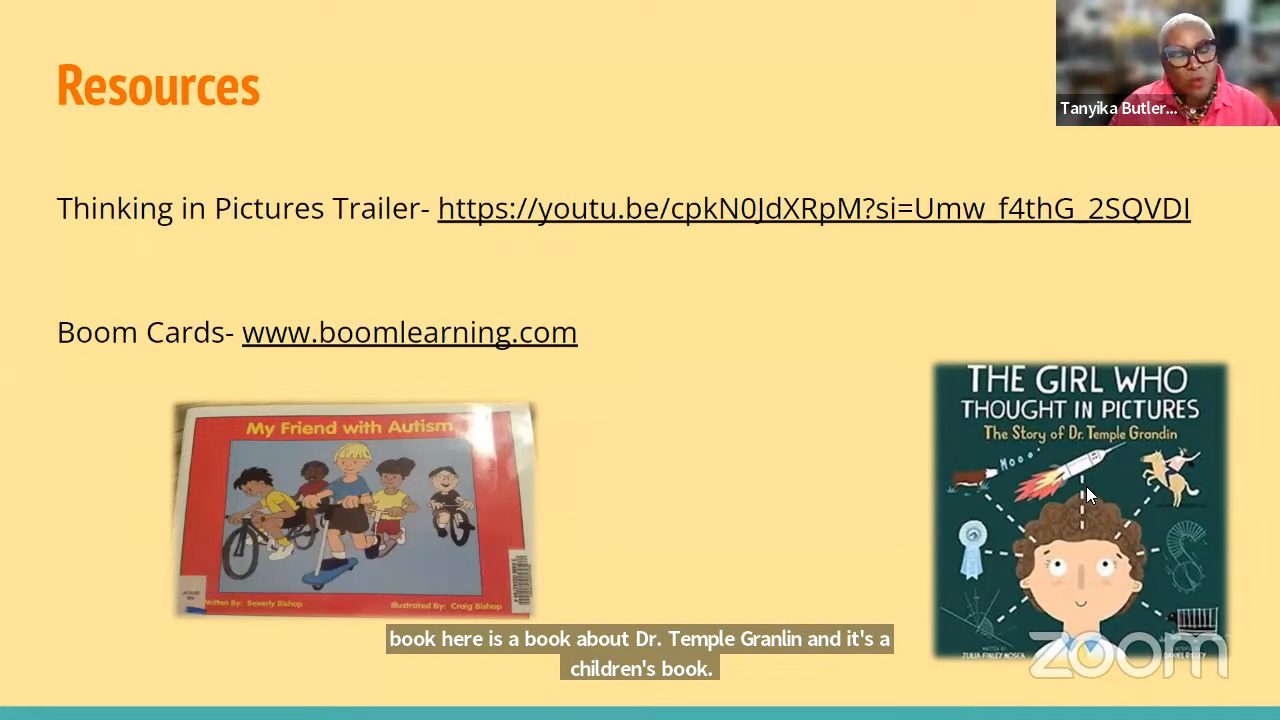 Resources
Tanyika Butler...
Thinking in Pictures Trailer- https://youtu.be/cpkN0JdXRpM?si=Umw_f4thG_2SQVDI
Boom Cards- www.boomlearning.com
My Friend with Autism
Written By: Beverly Bishop
Illustrated By: Craig Bishop
THE GIRL WHO
THOUGHT IN PICTURES
The Story of Dr. Temple Grandin
Mooo..
JULIA FINLEY MOSCA
book here is a book about Dr. Temple Granlin and it's a
children's book.
zoom